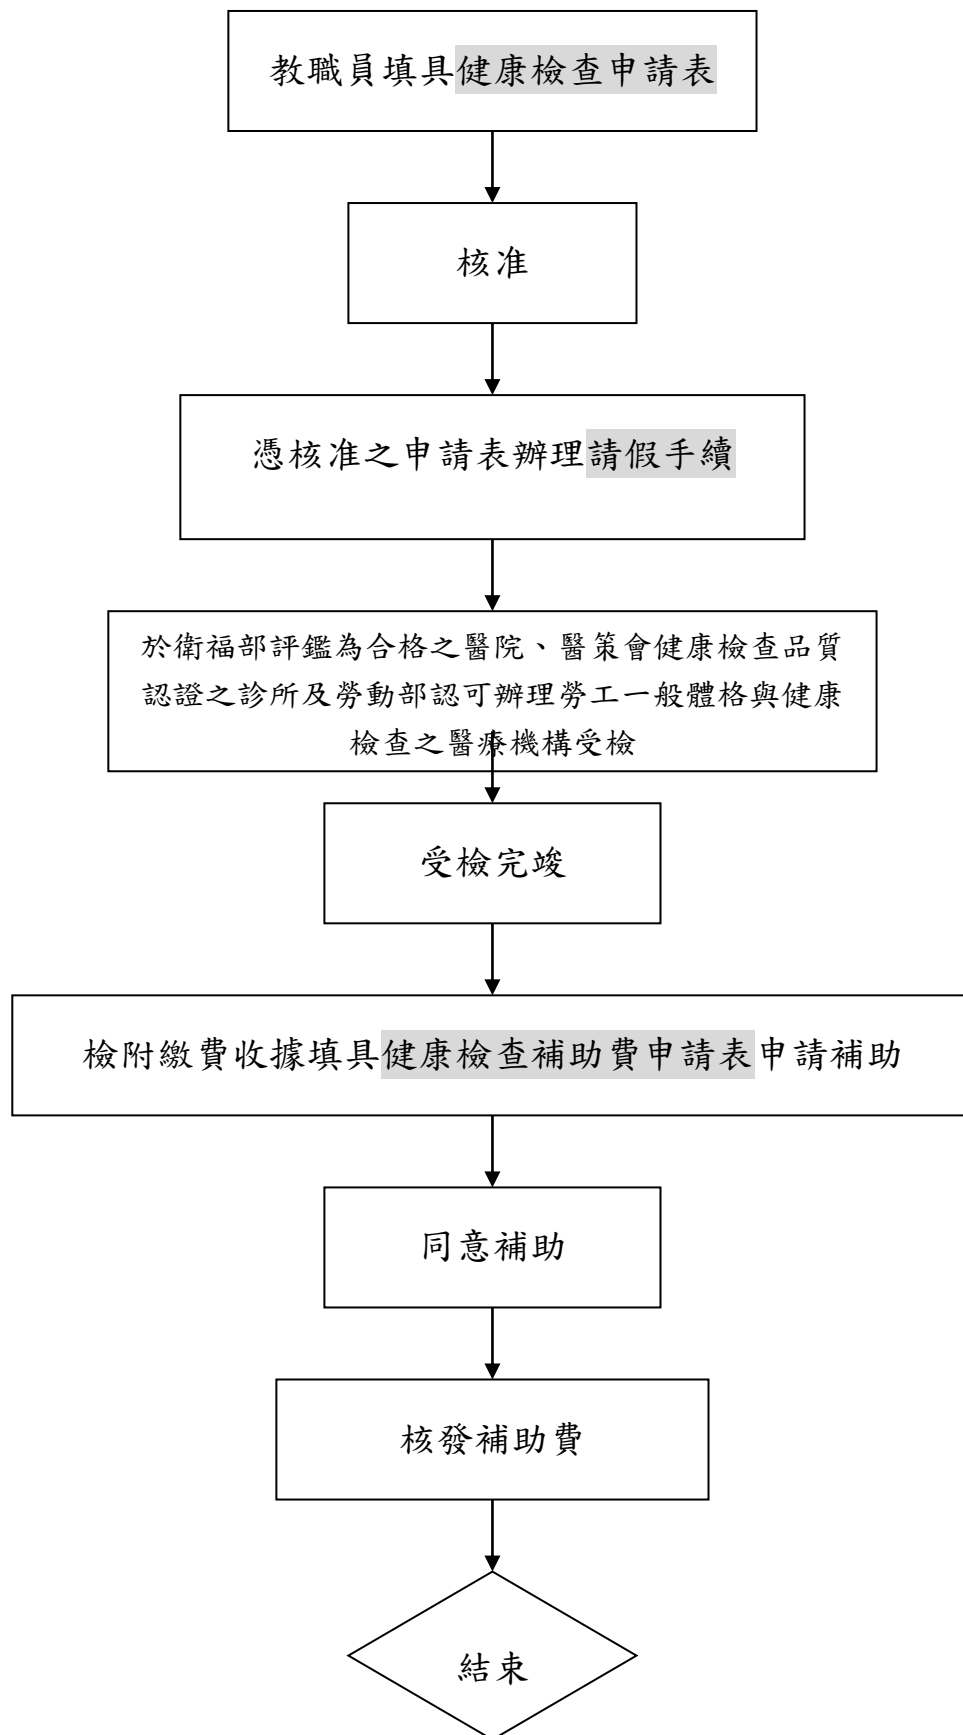 教職員填具健康檢查申請表
核准
憑核准之申請表辦理請假手續
於衛福部評鑑為合格之醫院、醫策會健康檢查品質
認證之診所及勞動部認可辦理勞工一般體格與健康
檢查之醫療機構受檢
受檢完竣
檢附繳費收據填具健康檢查補助費申請表申請補助
同意補助
核發補助費
結束